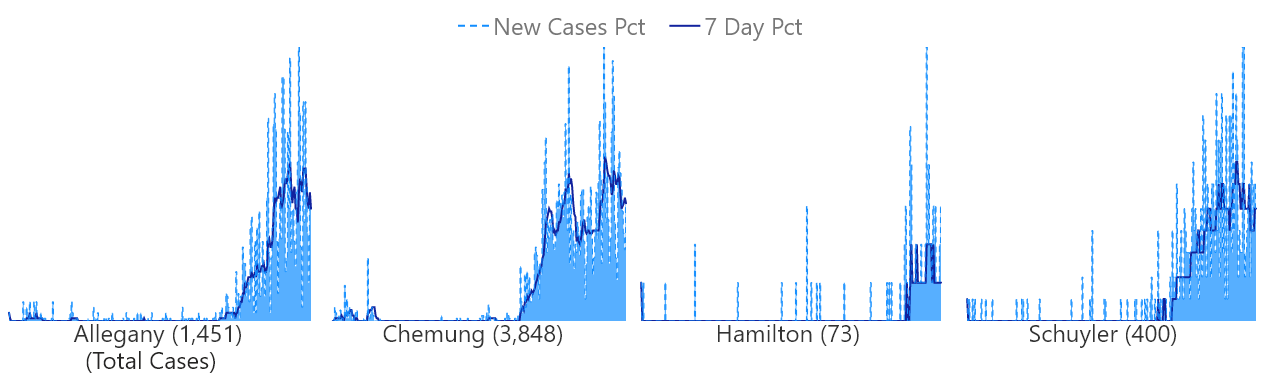 New Cases Pct 7 Day Pct
Allegany (1,451) Chemung (3,848) Hamilton (73) Schuyler (400)
(Total Cases)